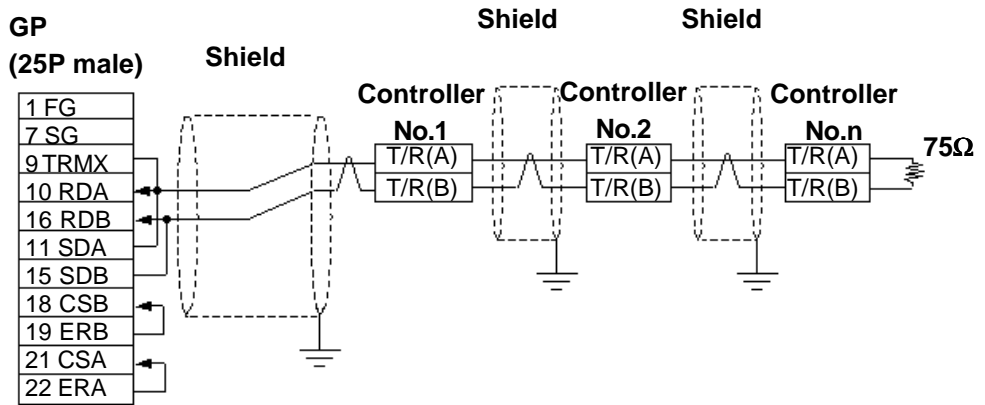 GP
(25P male)
Shield
Shield
Shield
1 FG
7 SG
9 TRMX
10 RDA
16 RDB
11 SDA
15 SDB
18 CSB
19 ERB
21 CSA
22 ERA
Controller
No.1
T/R(A)
T/R(B)
Controller
No.2
T/R(A)
T/R(B)
Controller
No.n
T/R(A)
T/R(B)
75Ω